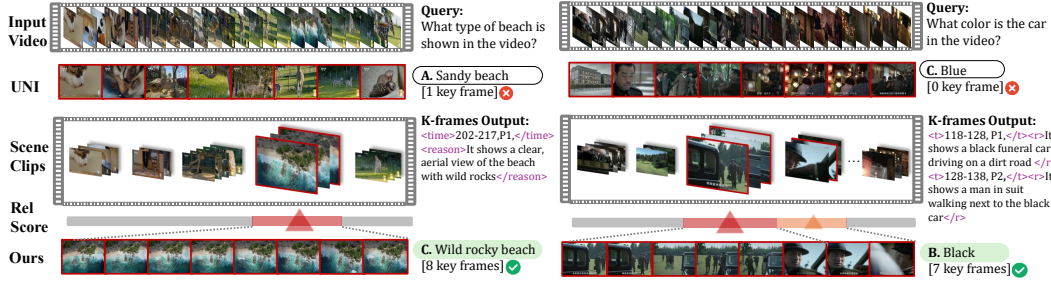 Input
Video
Query:
What type of beach is
shown in the video?
UNI
A. Sandy beach
[1 key frame]
Scene
Clips
K-frames Output:
<time>202-217,P1,</time>
<reason>It shows a clear,
aerial view of the beach
with wild rocks</reason>
Rel
Score
Ours
C. Wild rocky beach
[8 key frames]
Query:
What color is the car
in the video?
C. Blue
[0 key frame]
K-frames Output:
<t>118-128,P1,</t><r>It
shows a black funeral car
driving on a dirt road </r
<t>128-138,P2,</t><r>It
shows a man in suit
walking next to the black
car</r>
...
B. Black
[7 key frames]